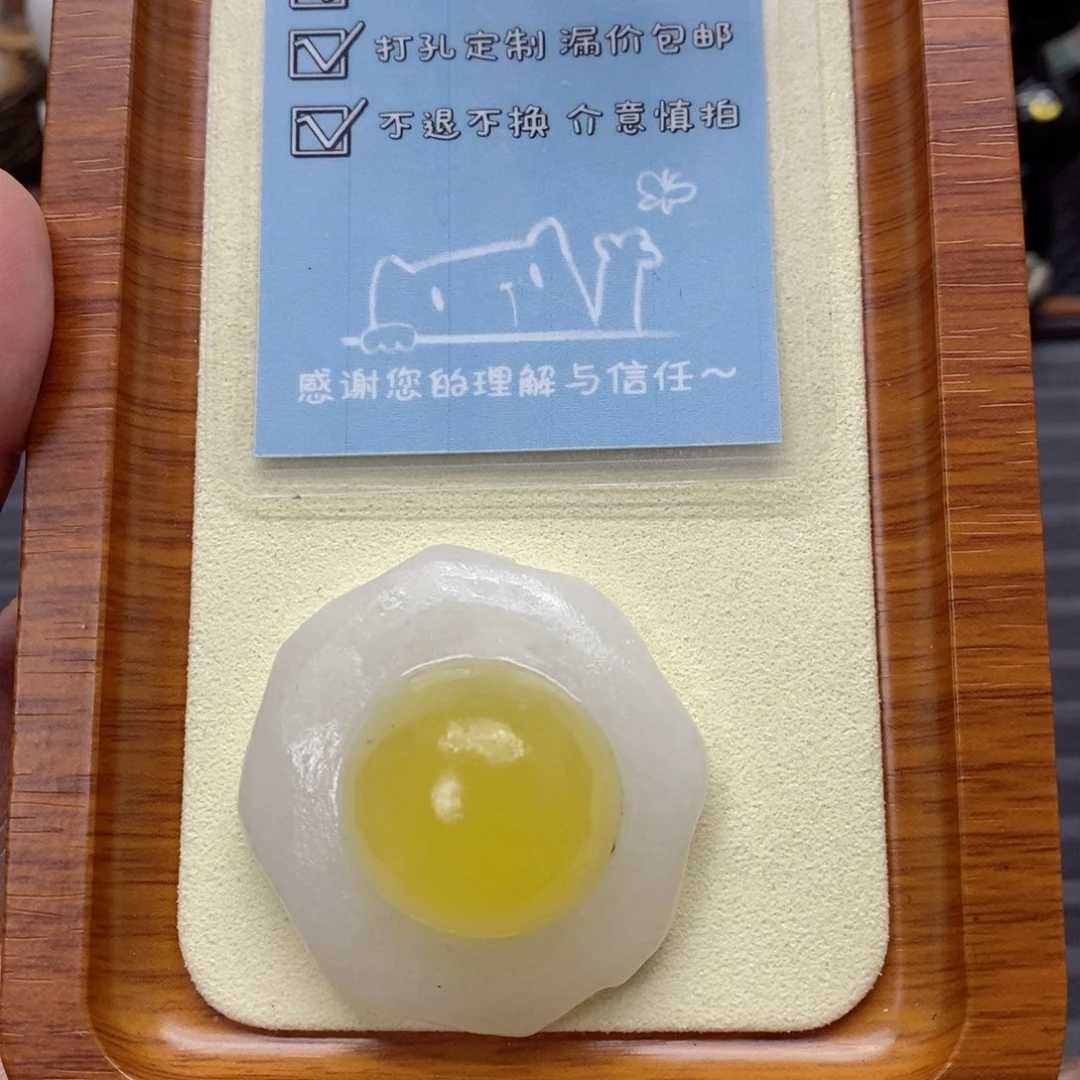 打孔定制 漏价包邮
不退不换 介意慎拍
感谢您的理解与信任~